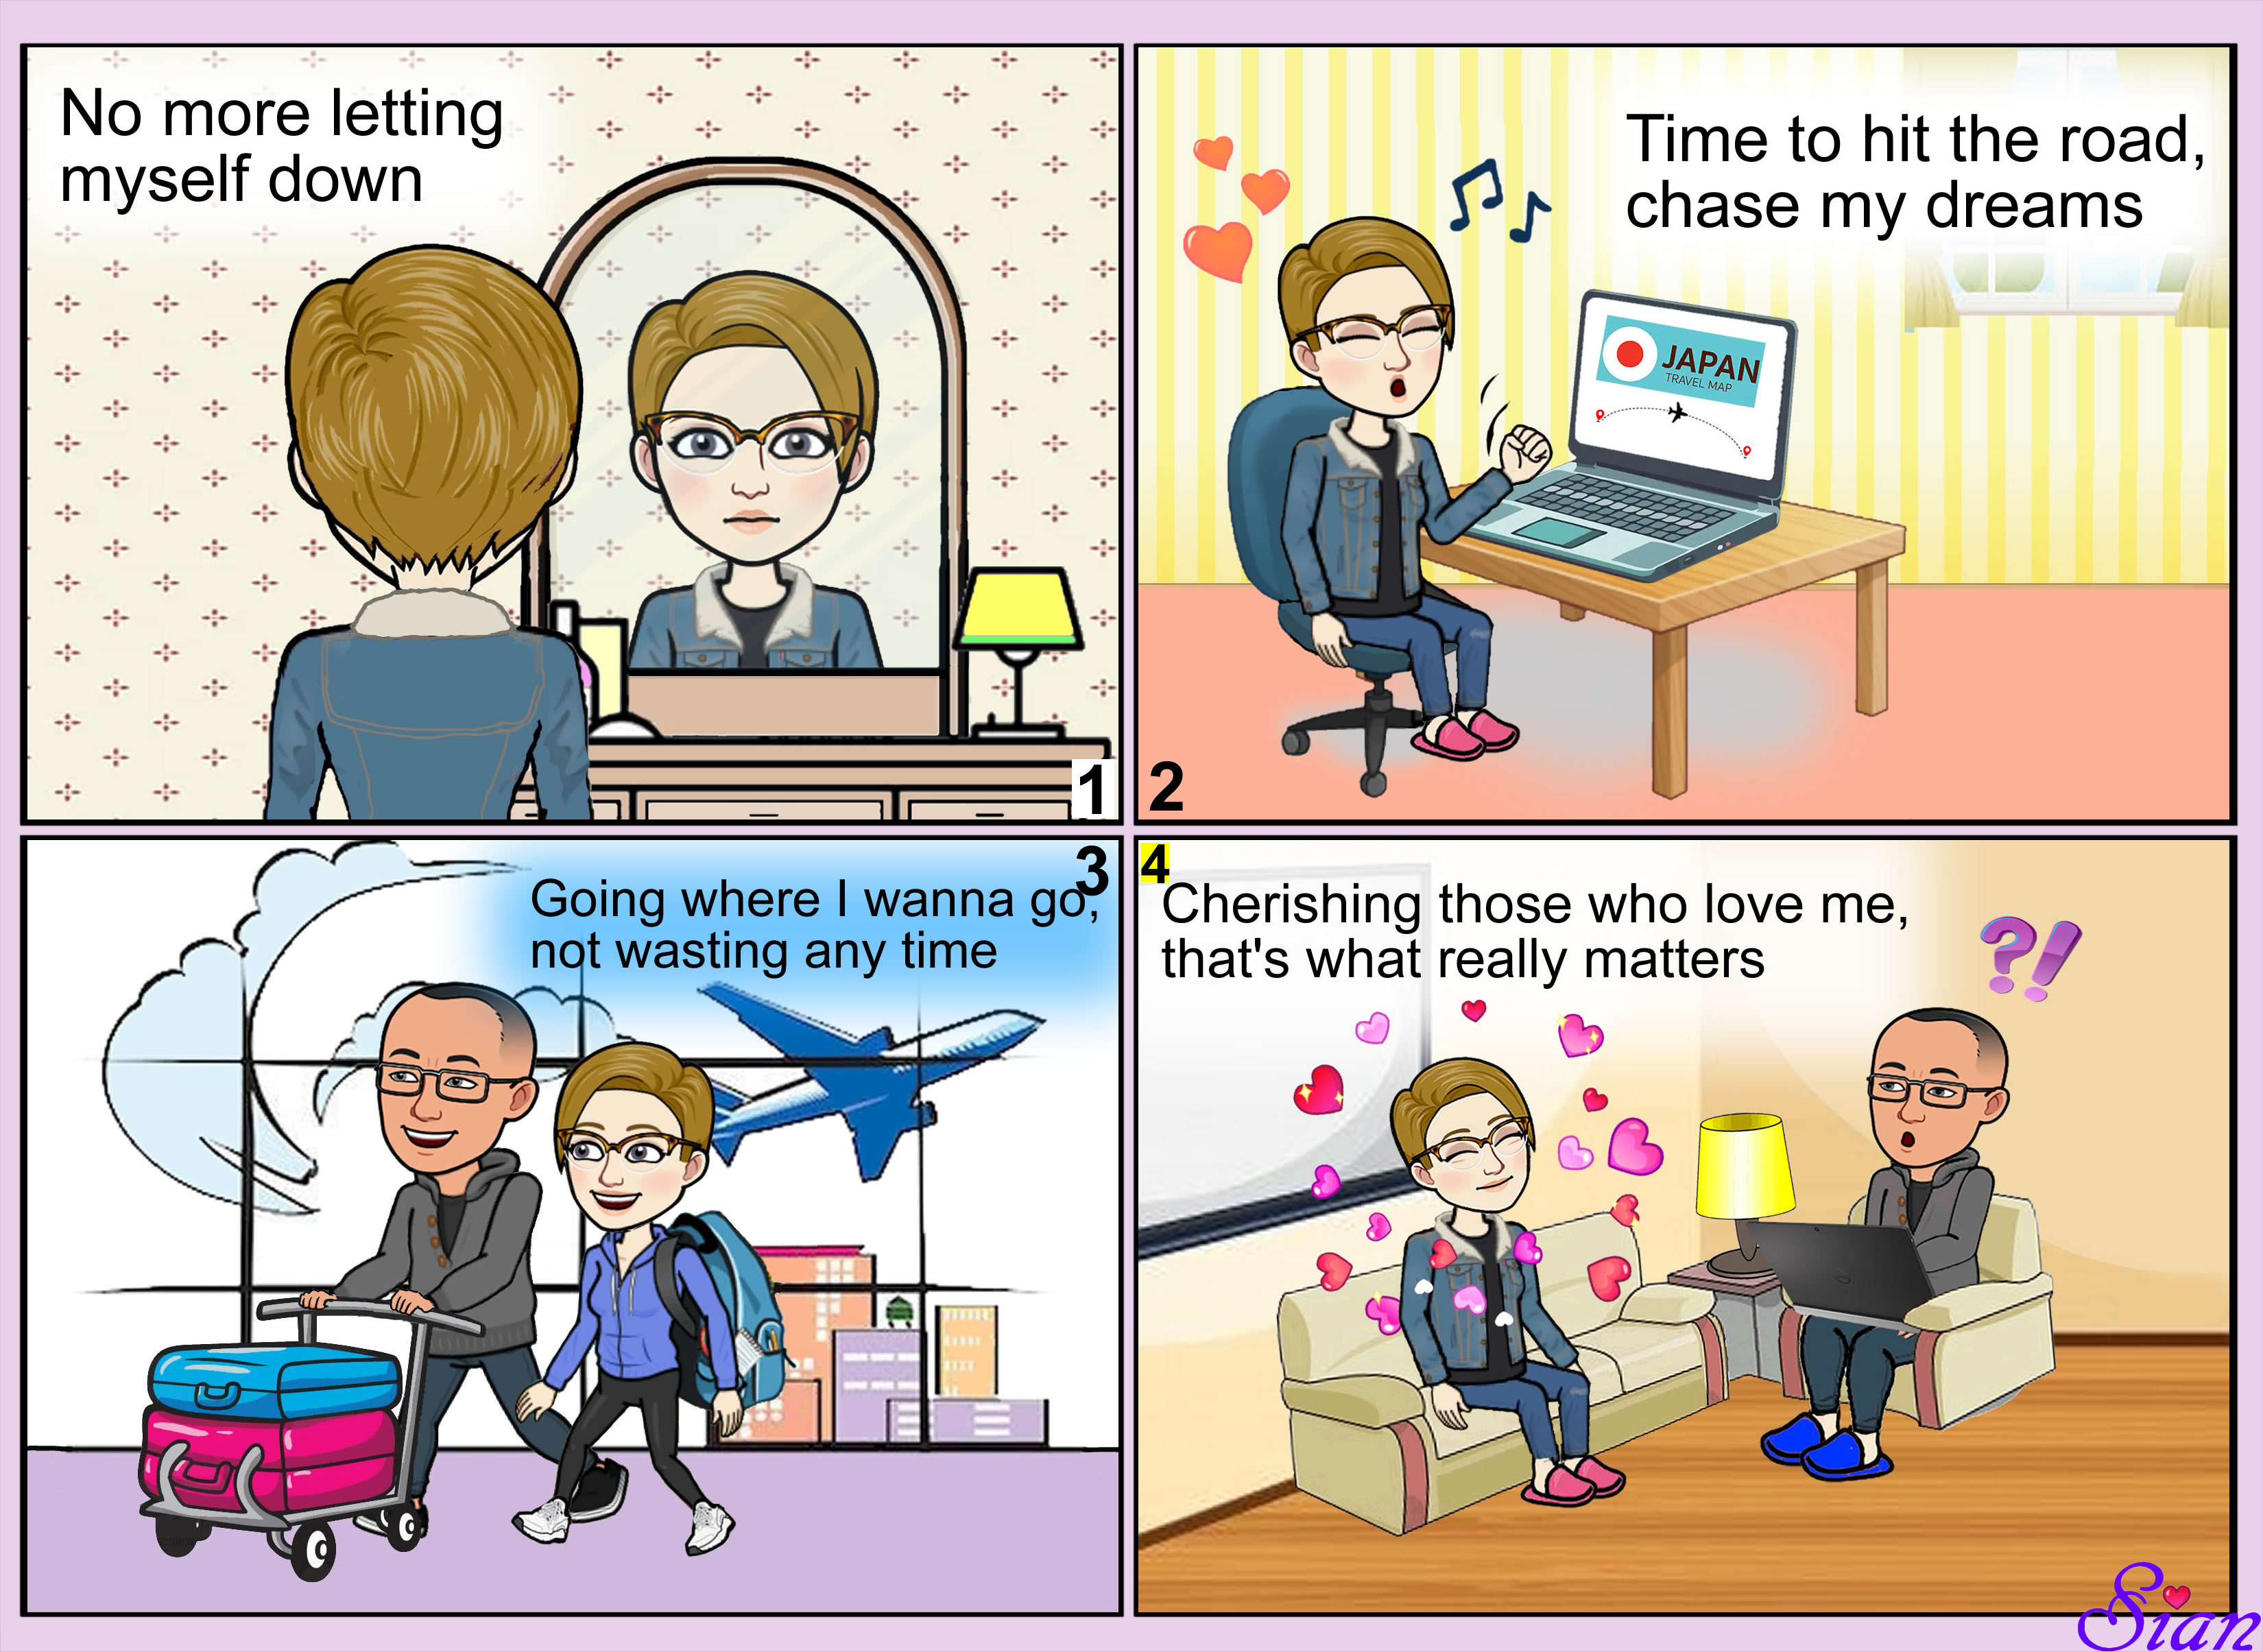 No more letting
myself down
1
Time to hit the road,
chase my dreams
JAPAN
TRAVEL MAP
2
3
Going where I wanna go,
not wasting any time
4
Cherishing those who love me,
that's what really matters
?!
Sian